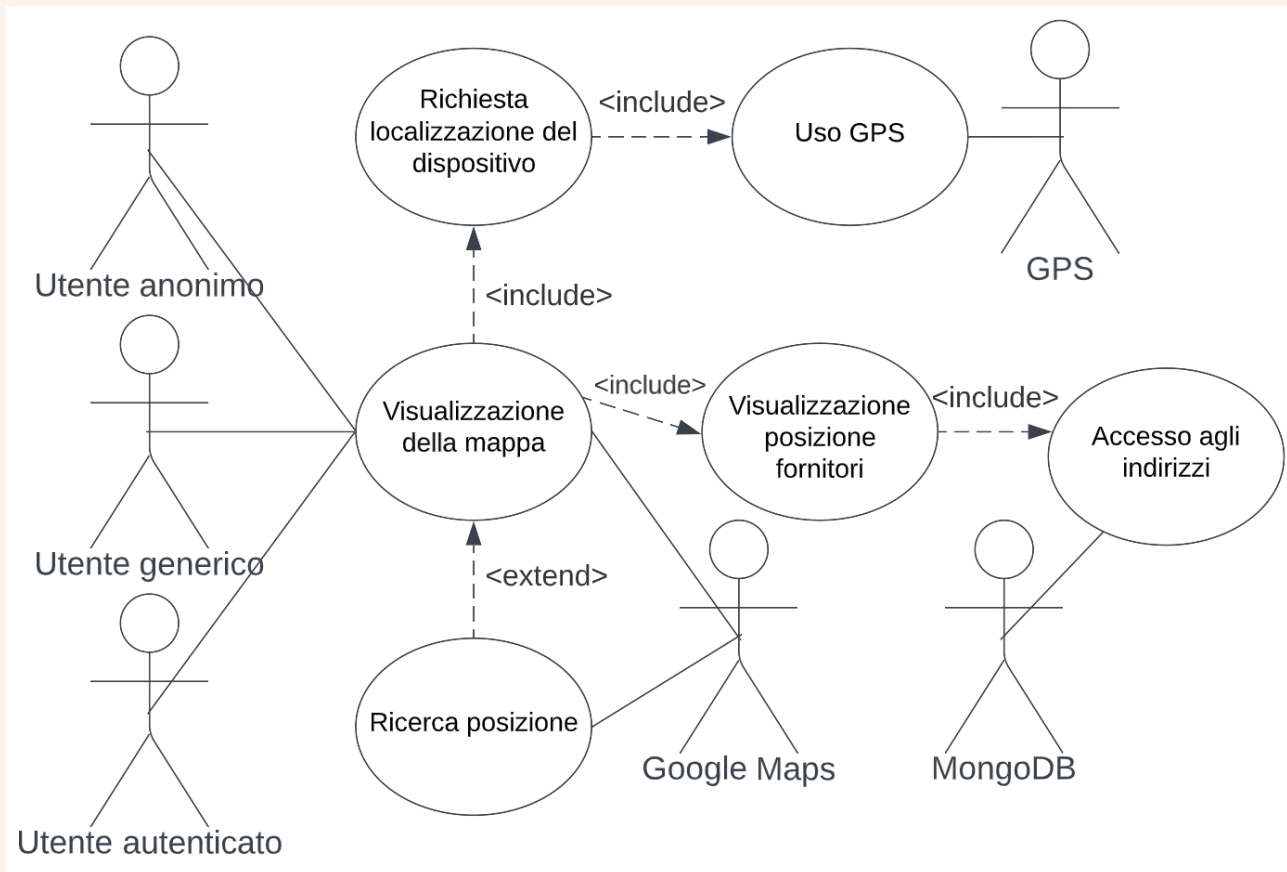 Richiesta
localizzazione del
dispositivo
<include>
Uso GPS
GPS
Utente anonimo
<include>
Visualizzazione
della mappa
<include>
Visualizzazione
posizione
fornitori
<include>
Accesso agli
indirizzi
Utente generico
<extend>
Ricerca posizione
Google Maps
MongoDB
Utente autenticato